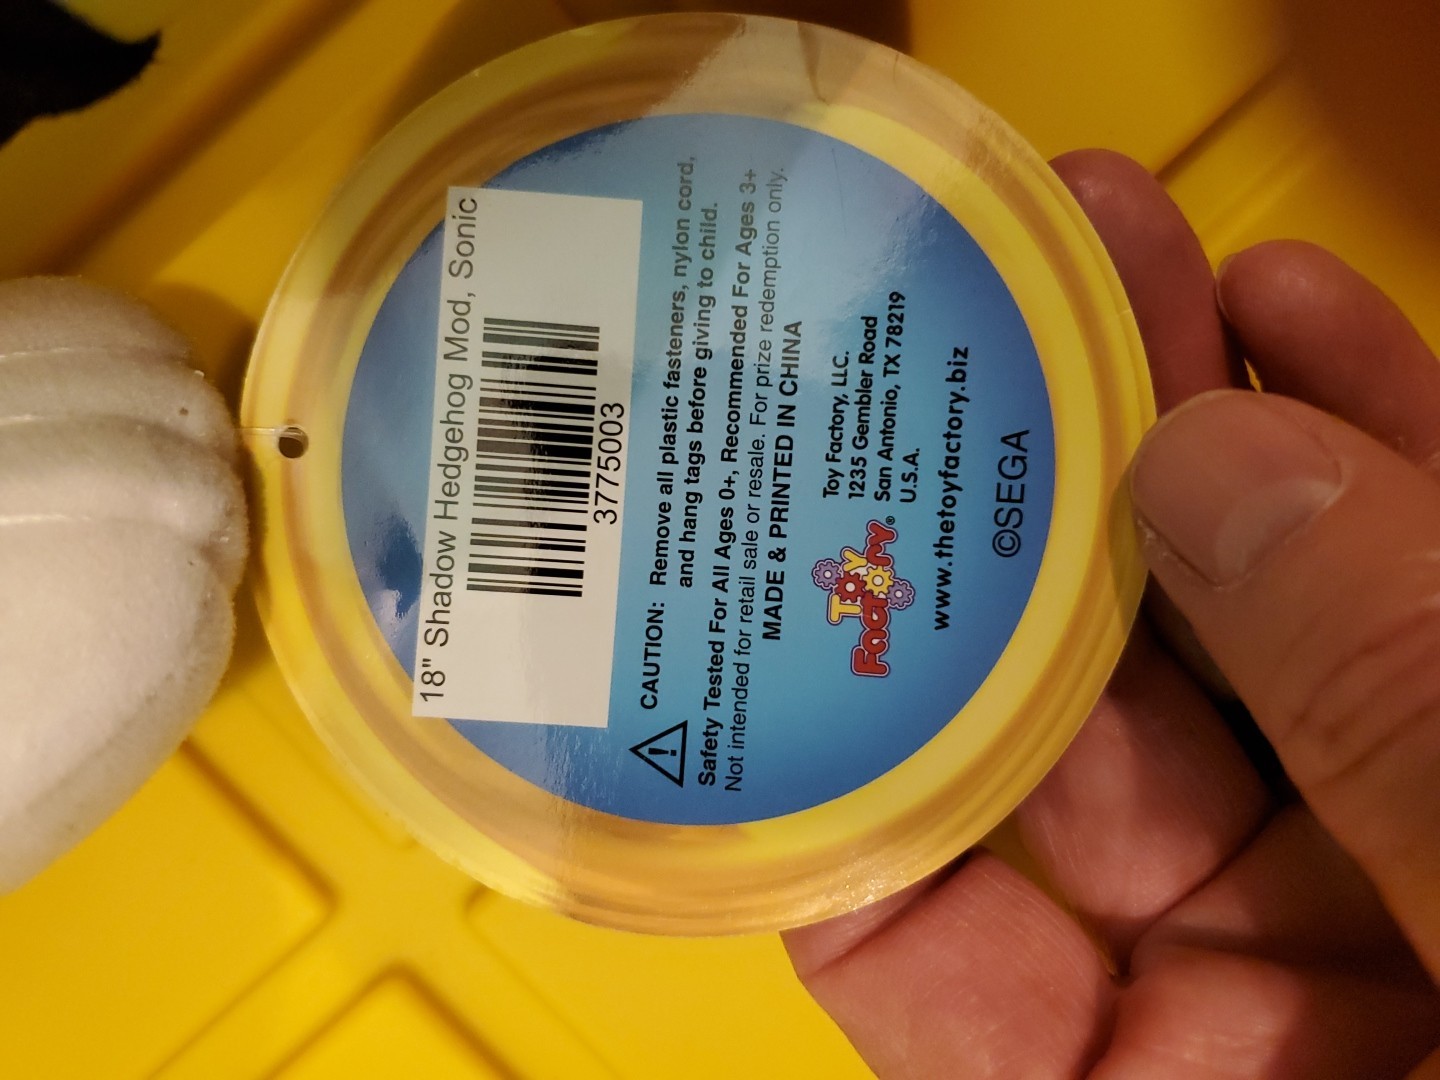 18" Shadow Hedgehog Mod, Sonic
3775003
CAUTION: Remove all plastic fasteners, nylon cord,
and hang tags before giving to child.
Safety Tested For All Ages 0+, Recommended For Ages 3+
Not intended for retail sale or resale. For prize redemption only.
MADE & PRINTED IN CHINA
Toy
Factory®
Toy Factory, LLC.
1235 Gembler Road
San Antonio, TX 78219
U.S.A.
www.thetoyfactory.biz
©SEGA